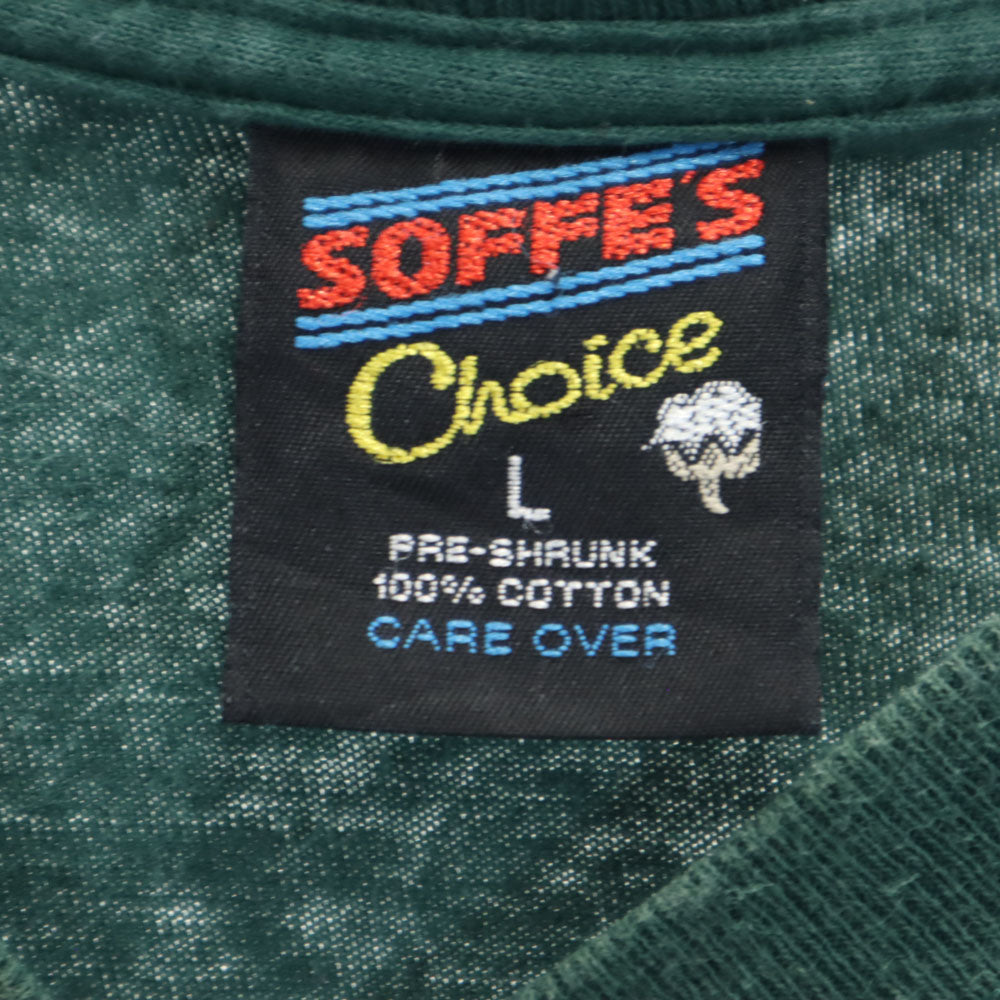 SOFFE'S
Choice
L
PRE-SHRUNK
100% COTTON
CARE OVER